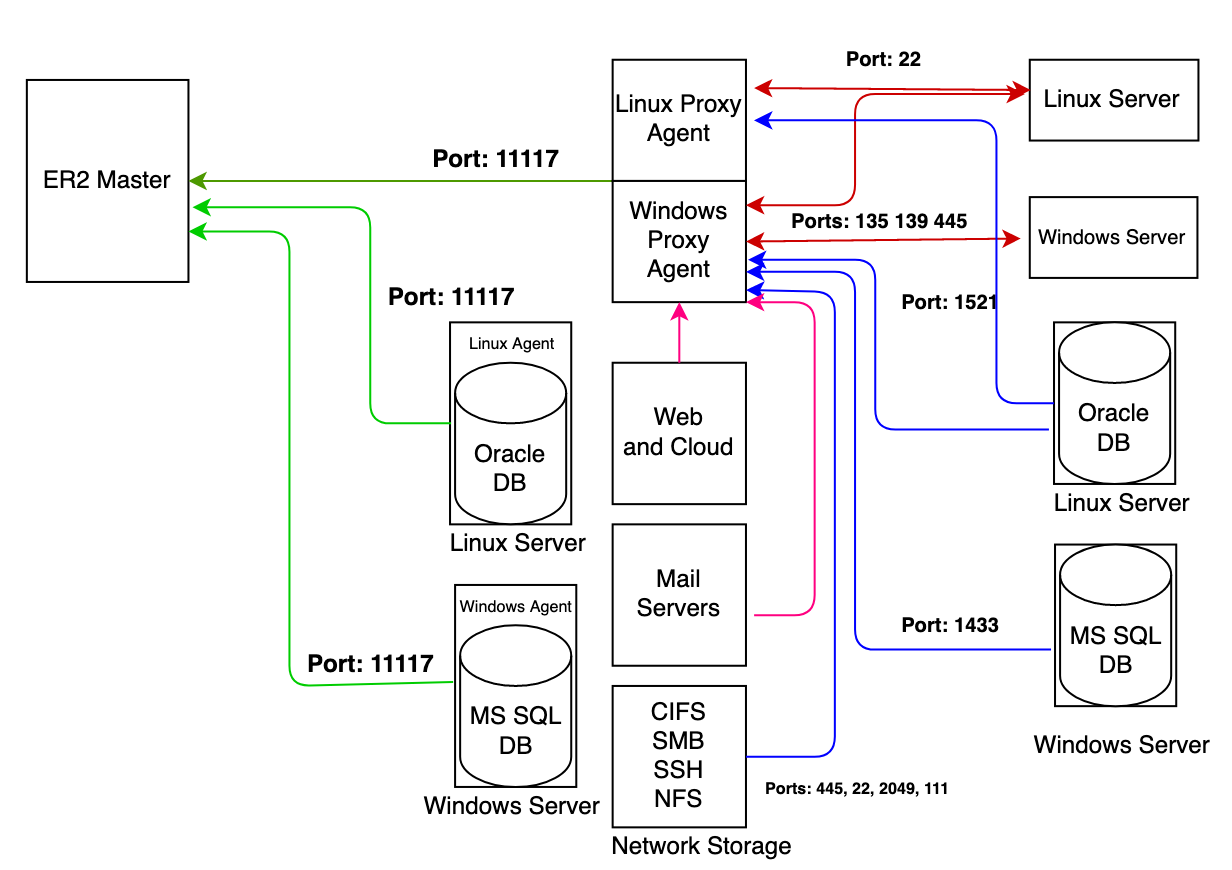 Port: 22
Linux Proxy
Agent
Linux Server
Port: 11117
ER2 Master
Windows
Proxy
Agent
Ports: 135 139 445
Windows Server
Port: 11117
Port: 1521
Linux Agent
Oracle
DB
Linux Server
Web
and Cloud
Oracle
DB
Linux Server
Mail
Servers
Windows Agent
Port: 11117
MS SQL
DB
Windows Server
Port: 1433
MS SQL
DB
Windows Server
CIFS
SMB
SSH
NFS
Ports: 445, 22, 2049, 111
Network Storage